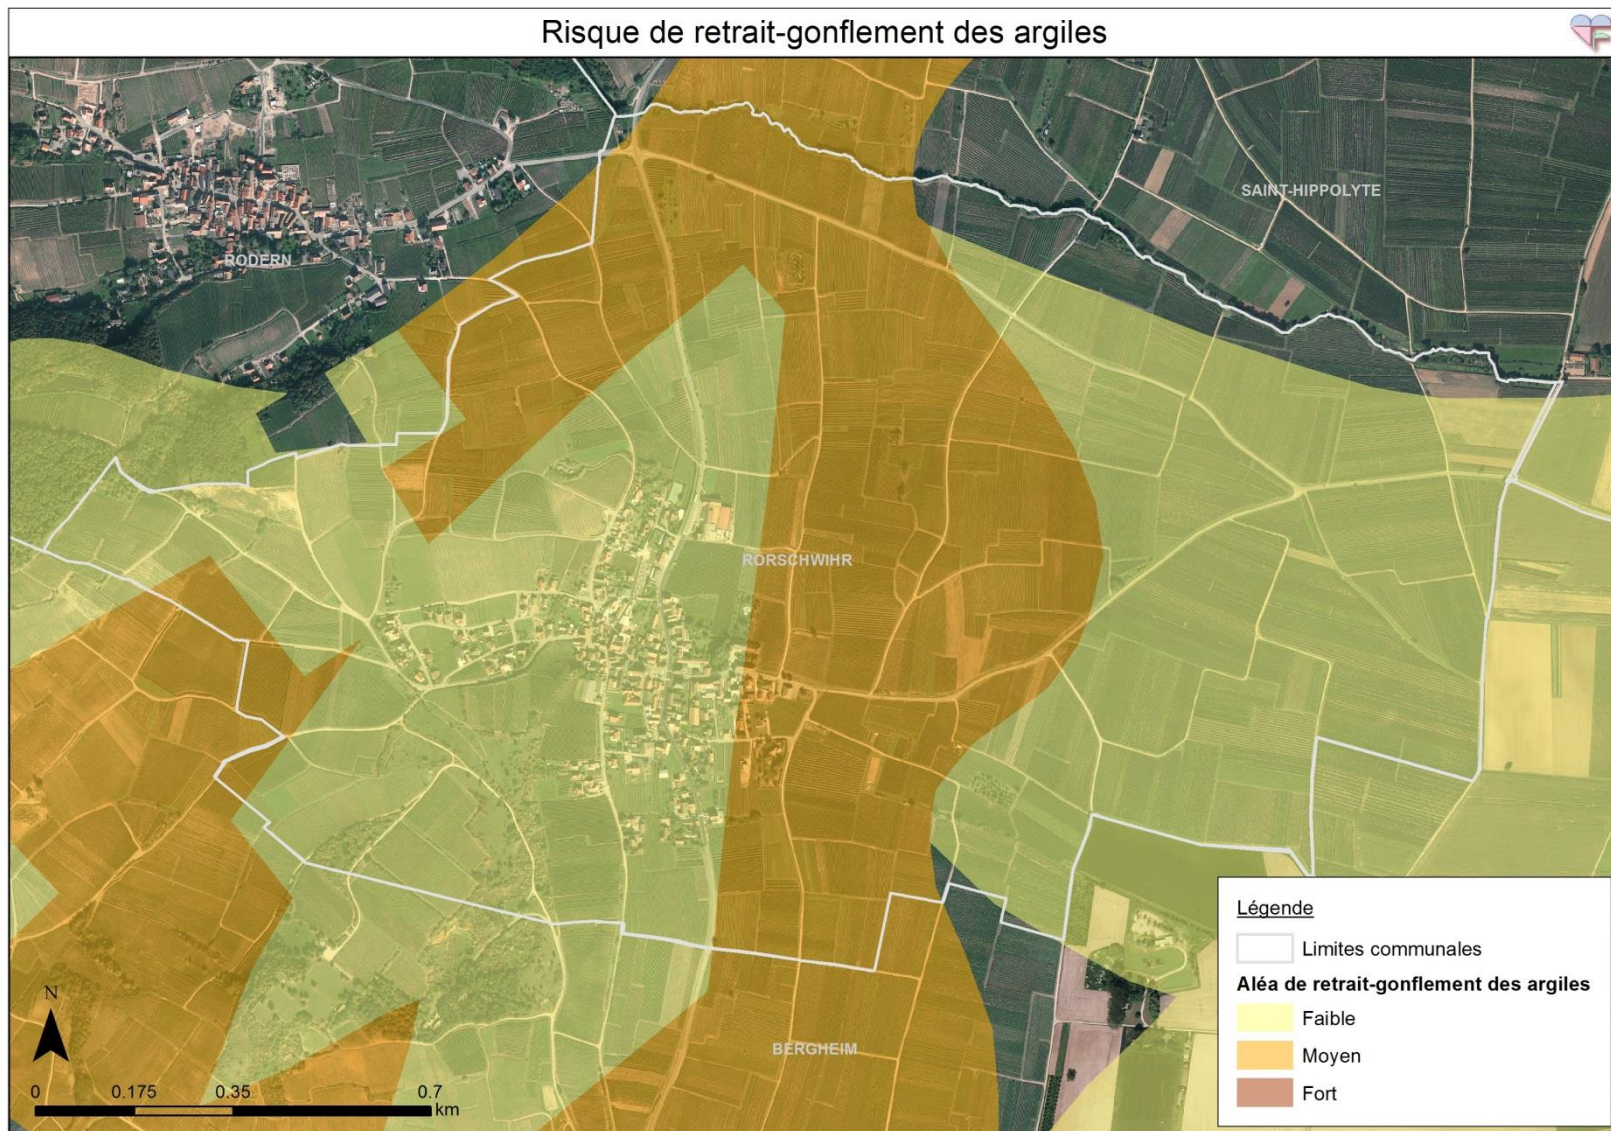 Risque de retrait-gonflement des argiles
SAINT-HIPPOLYTE
RODERN
RORSCHWIHR
BERGHEIM
N
0 0.175 0.35 0.7
km
Légende
Limites communales
Aléa de retrait-gonflement des argiles
Faible
Moyen
Fort